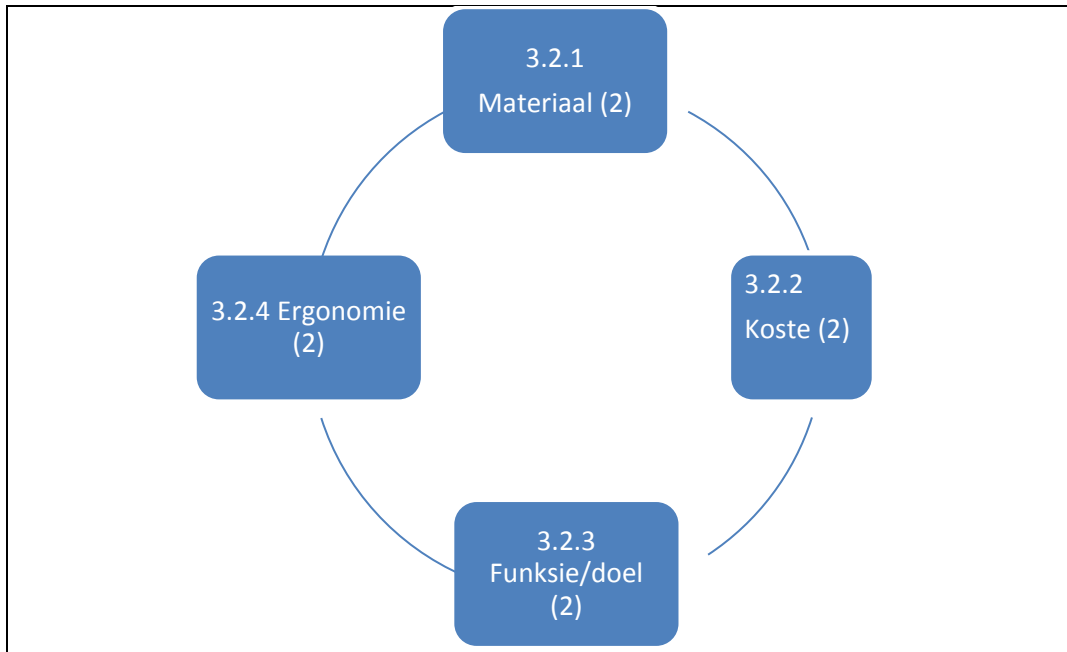 3.2.1
Materiaal (2)
3.2.2
Koste (2)
3.2.4 Ergonomie
(2)
3.2.3
Funksie/doel
(2)